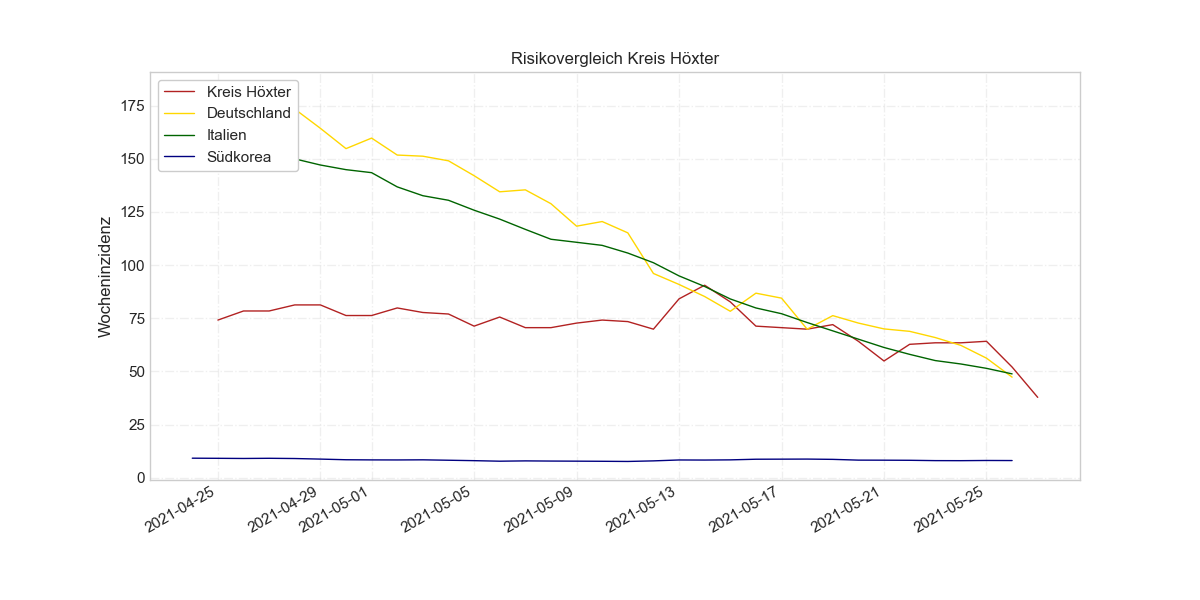 Risikovergleich Kreis Höxter
Kreis Höxter
Deutschland
Italien
Südkorea
Wocheninzidenz
175
150
125
100
75
50
25
0
2021-04-25
2021-04-29
2021-05-01
2021-05-05
2021-05-09
2021-05-13
2021-05-17
2021-05-21
2021-05-25